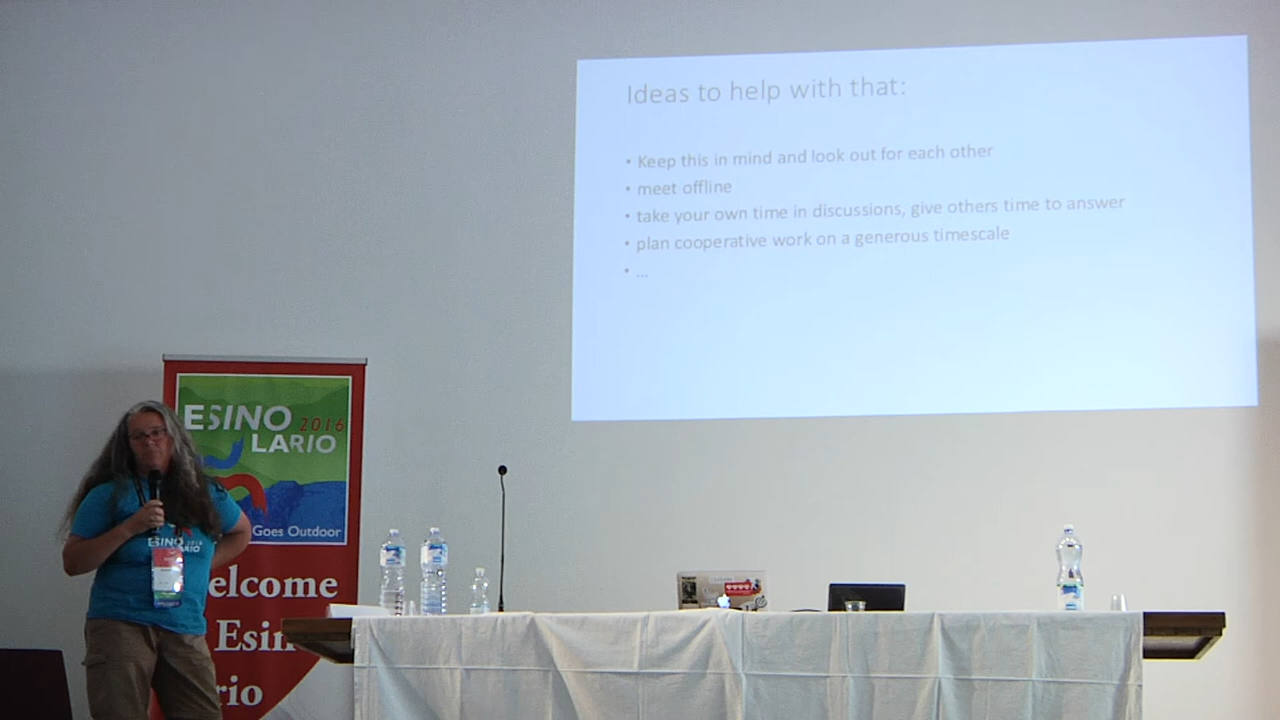 Ideas to help with that:
• Keep this in mind and look out for each other
• meet offline
• take your own time in discussions, give others time to answer
• plan cooperative work on a generous timescale
• ...
ESINO 2016
LARIO
Goes Outdoor
elcome
Esin
rio
ESINO 2016
LARIO